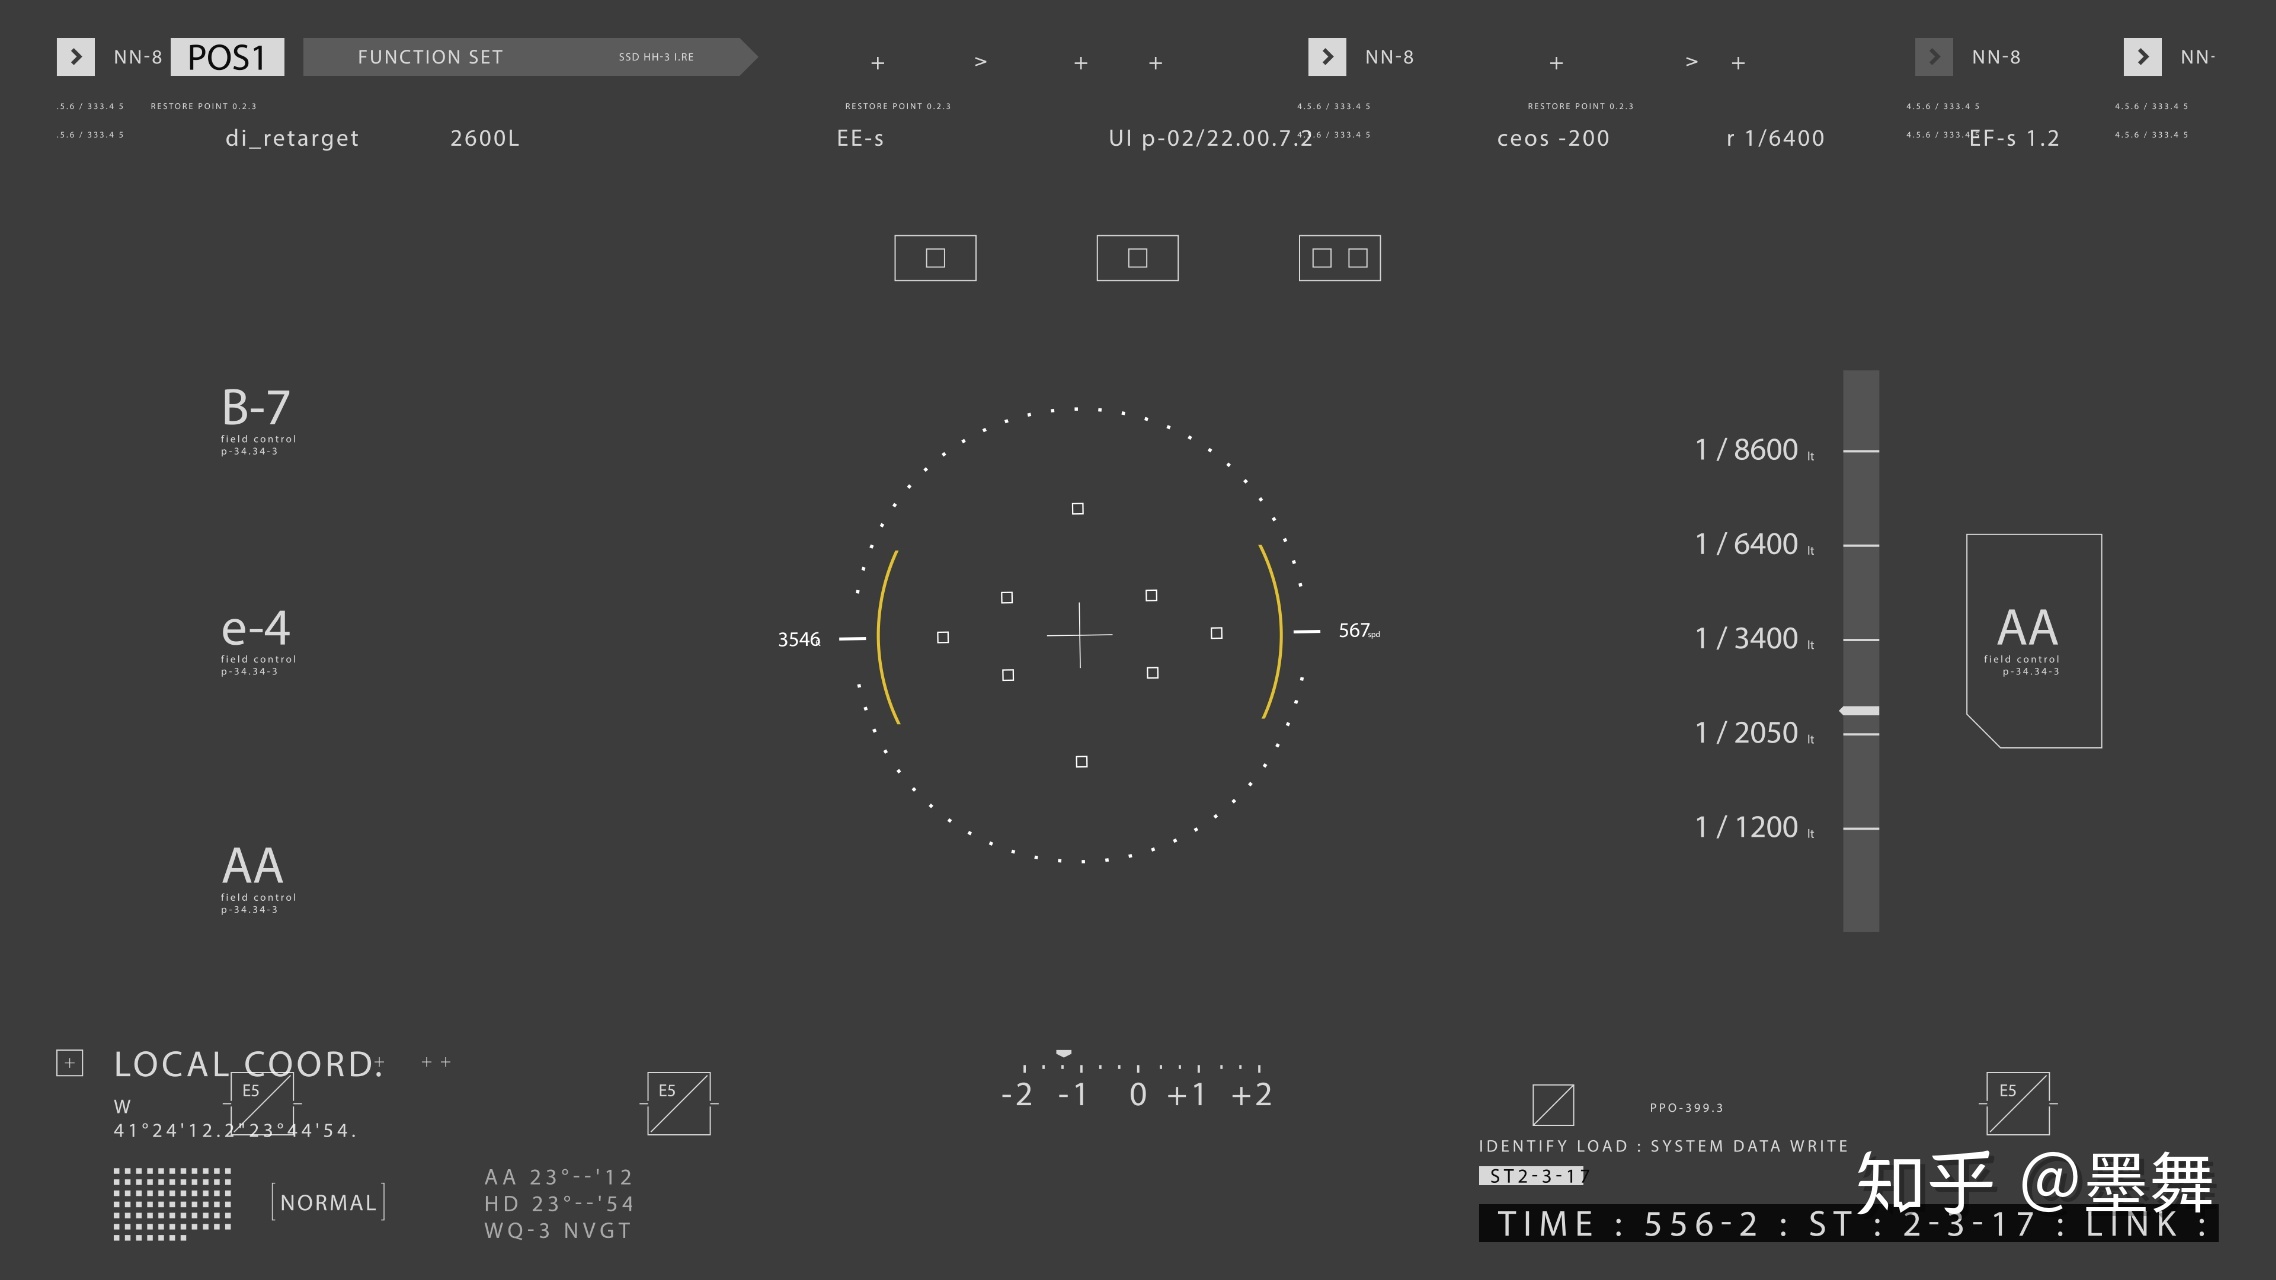 NN-8 POS1 FUNCTION SET SSD HH-3 I.RE + > + + NN-8 + > + NN-8 NN-
.5.6 / 333.4 5 RESTORE POINT 0.2.3 RESTORE POINT 0.2.3 4.5.6 / 333.4 5 RESTORE POINT 0.2.3 4.5.6 / 333.4 5 4.5.6 / 333.4 5
.5.6 / 333.4 5 di_retarget 2600L EE-s UI p-02/22.00.7.2 4.5.6 / 333.4 5 ceos -200 r 1/6400 4.5.6 / 333.4 EF-s 1.2 4.5.6 / 333.4 5
B-7
field control
p-34.34-3
e-4
field control
p-34.34-3
AA
field control
p-34.34-3
3546
567 spd
1 / 8600 lt
1 / 6400 lt
1 / 3400 lt
1 / 2050 lt
1 / 1200 lt
AA
field control
p-34.34-3
LOCAL COORD: + + +
E5
W
41°24'12.2"23°44'54.
NORMAL
E5
AA 23°--'12
HD 23°--'54
WQ-3 NVGT
-2 -1 0 +1 +2
PPO-399.3
E5
IDENTIFY LOAD : SYSTEM DATA WRITE
ST2-3-17
知乎 @墨舞
TIME : 556-2 : ST : 2-3-17 : LINK :